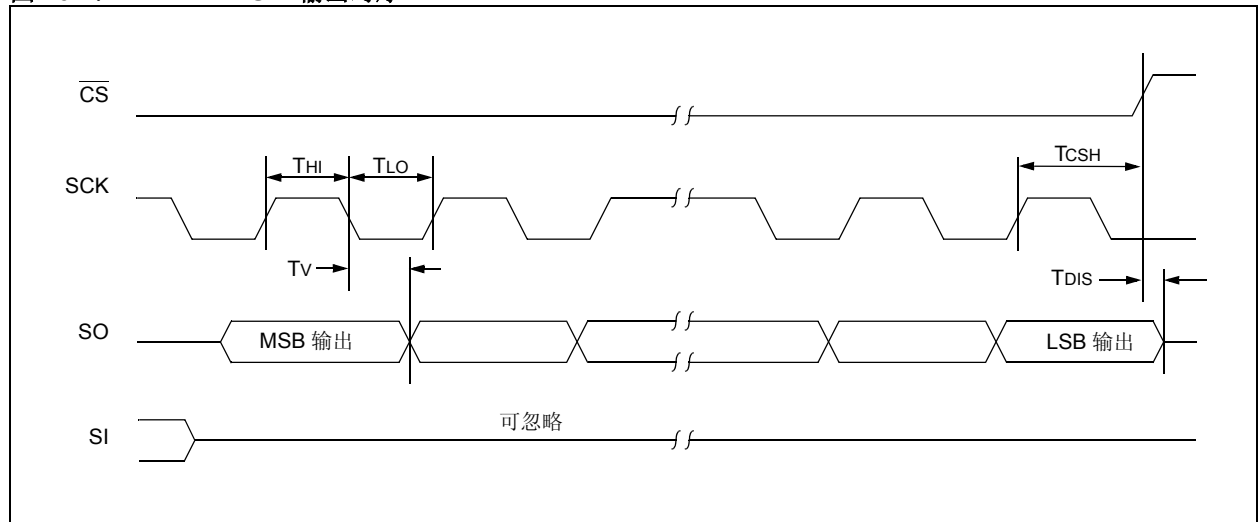 CS
THI
TLO
TCSH
SCK
TV
TDIS
SO
MSB 输出
LSB 输出
SI
可忽略